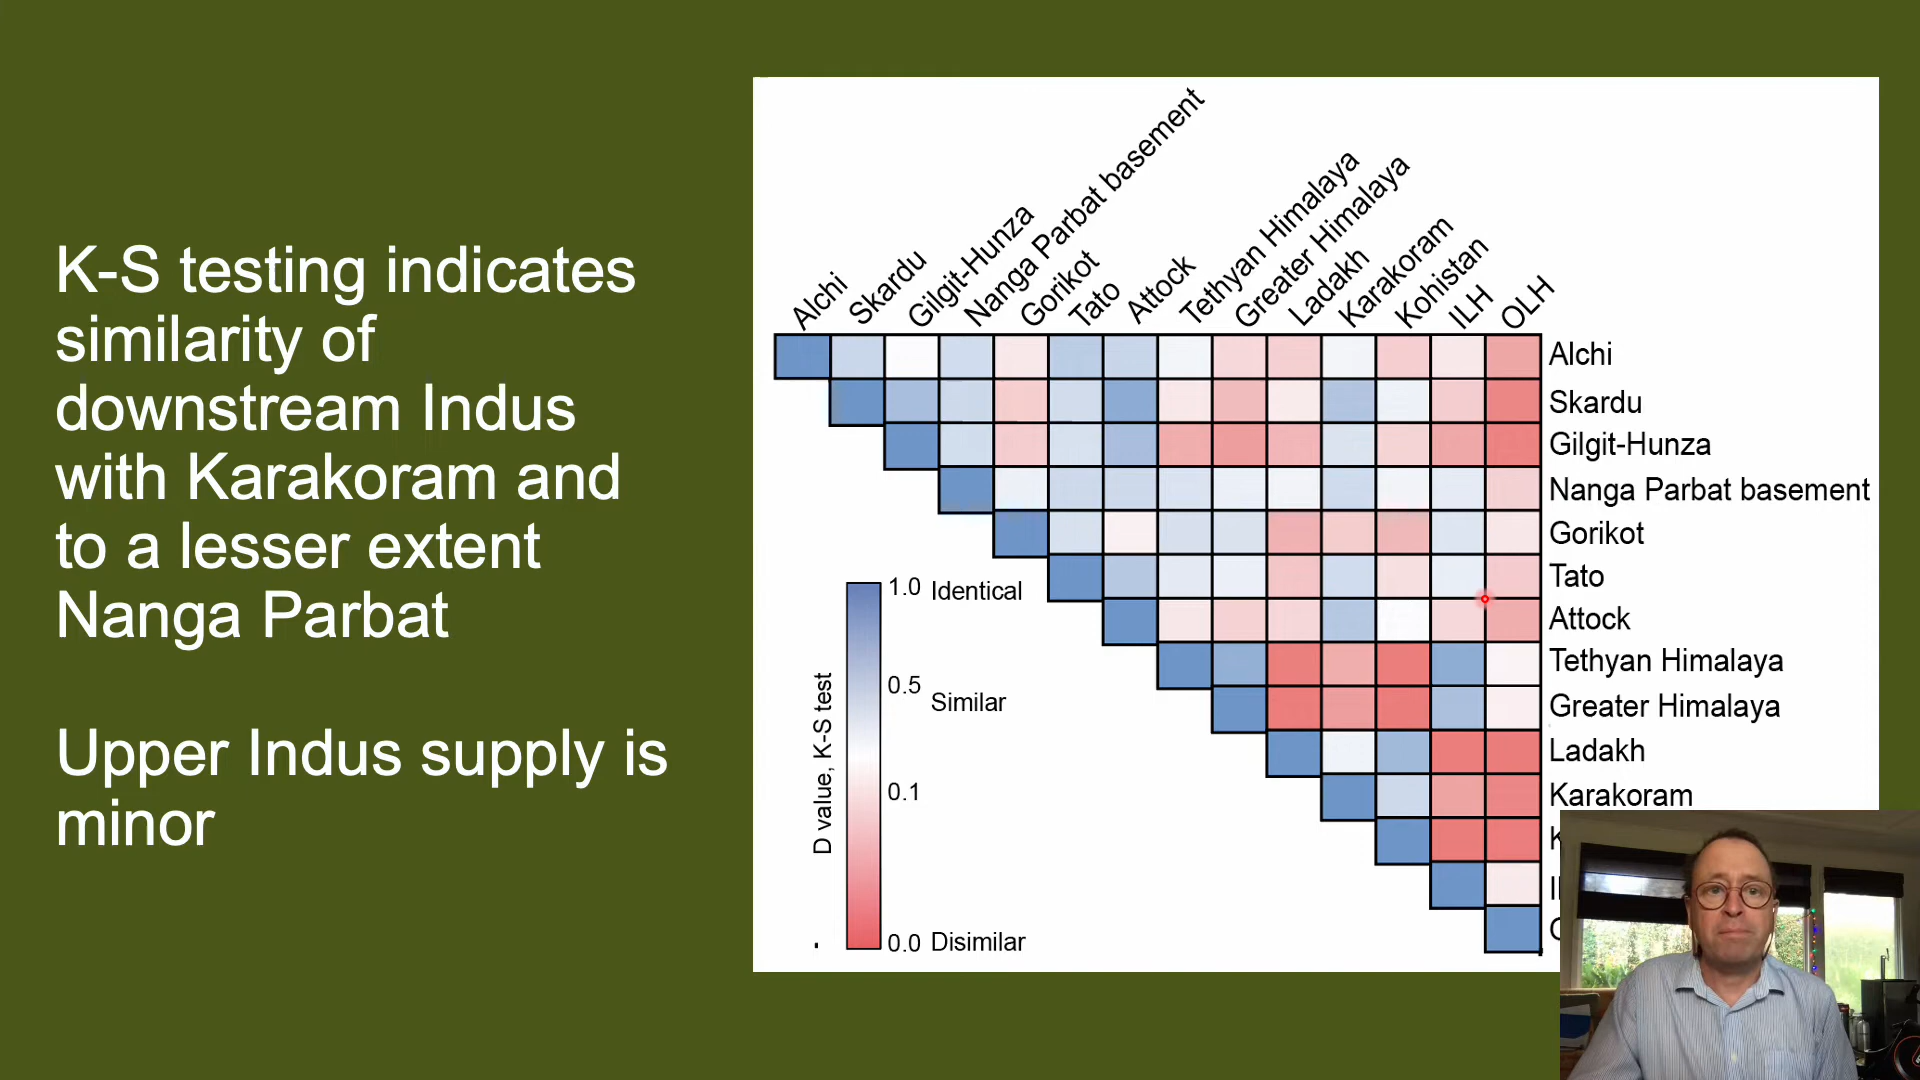 K-S testing indicates
similarity of
downstream Indus
with Karakoram and
to a lesser extent
Nanga Parbat
Upper Indus supply is
minor
Alchi
Skardu
Gilgit-Hunza
Nanga Parbat basement
Gorikot
Tato
Attock
Tethyan Himalaya
Greater Himalaya
Ladakh
Karakoram
Kohistan
ILH
OLH
Alchi
Skardu
Gilgit-Hunza
Nanga Parbat basement
Gorikot
Tato
Attock
Tethyan Himalaya
Greater Himalaya
Ladakh
Karakoram
D value, K-S test
1.0 Identical
0.5
Similar
0.1
0.0 Disimilar